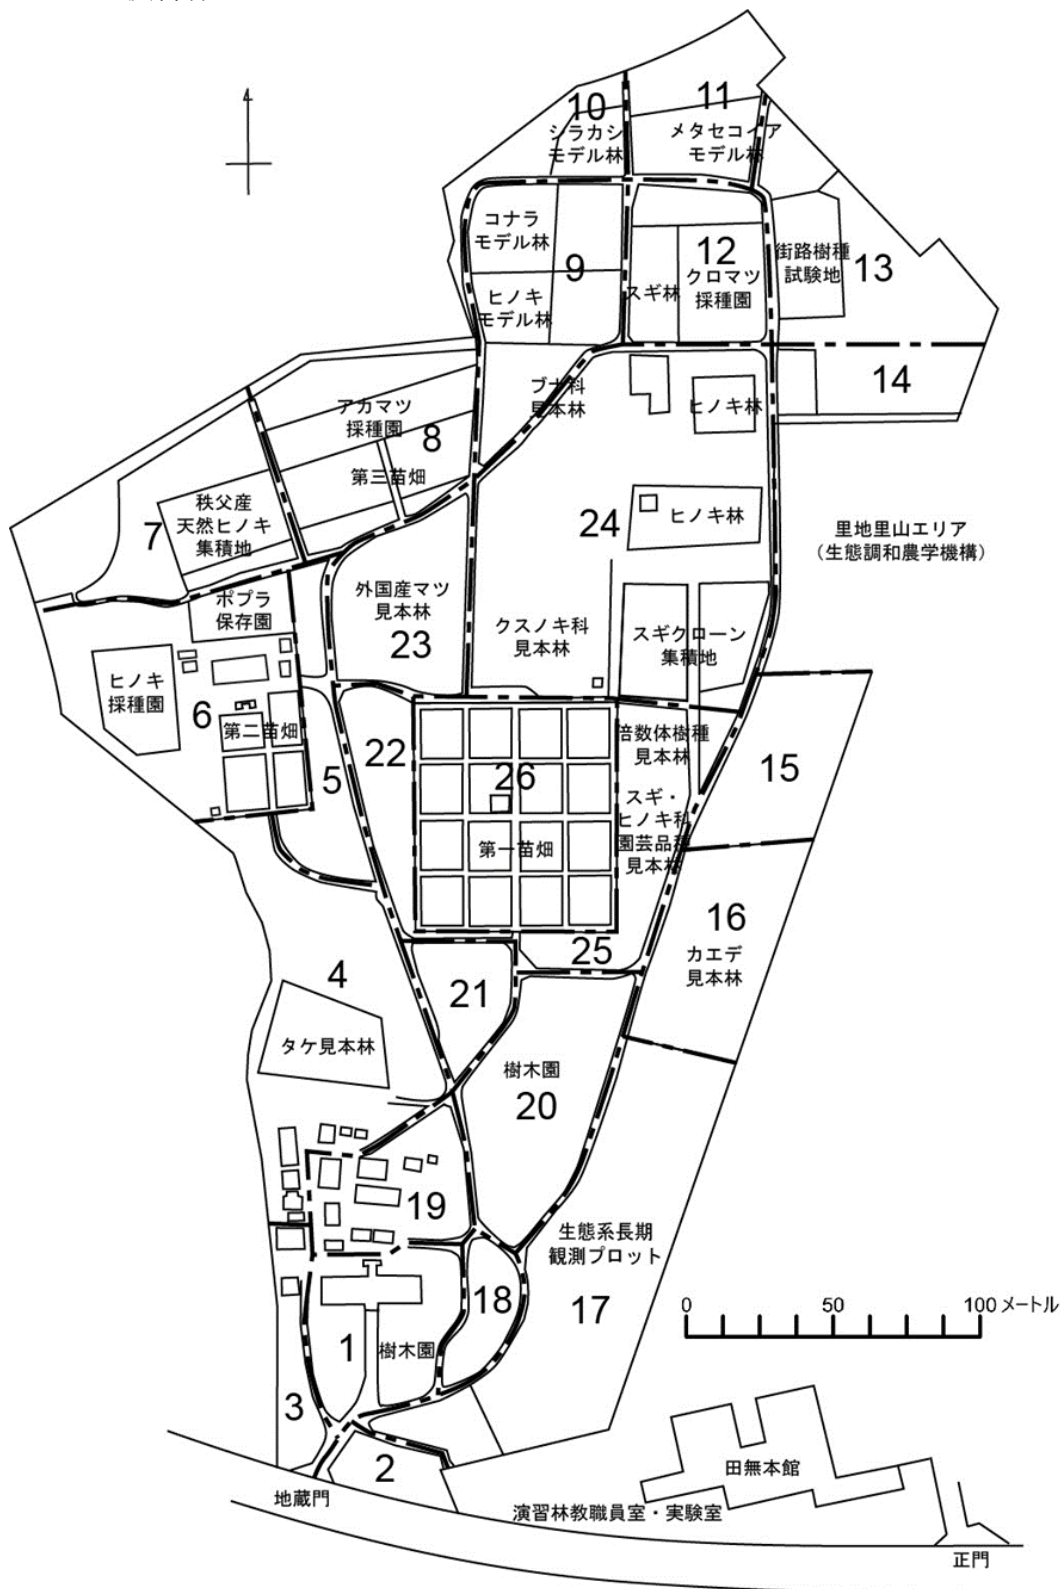 10
シラカシ
モデル林
11
メタセコイア
モデル林
コナラ
モデル林
9
ヒノキ
モデル林
12
スギ林
クロマツ
採種園
街路樹種
試験地
13
14
ブナ科
見本林
ヒノキ林
アカマツ
採種園
8
第三苗畑
秩父産
天然ヒノキ
集積地
7
24
ヒノキ林
里地里山エリア
（生態調和農学機構）
ポプラ
保存園
外国産マツ
見本林
23
クスノキ科
見本林
スギクローン
集積地
ヒノキ
採種園
6
第二苗畑
5
22
26
第一苗畑
倍数体樹種
見本林
スギ・
ヒノキ科
園芸品種
見本林
15
16
カエデ
見本林
25
4
タケ見本林
21
樹木園
20
19
生態系長期
観測プロット
17
18
1
樹木園
3
2
0 50 100 メートル
田無本館
演習林教職員室・実験室
地蔵門
正門